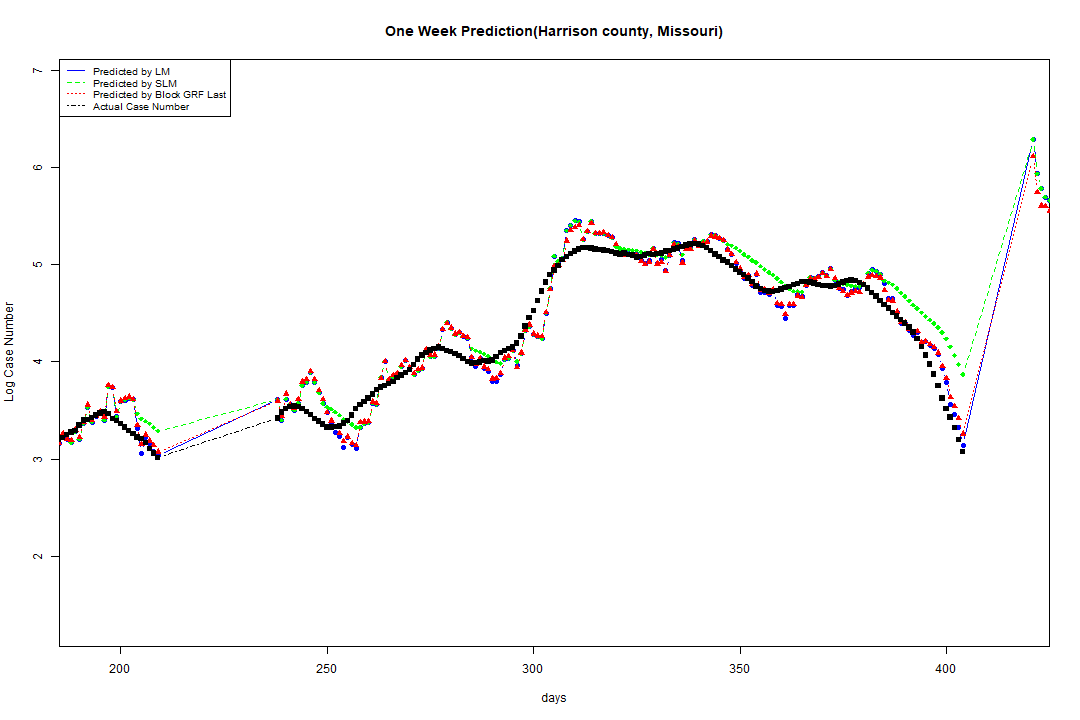 One Week Prediction(Harrison county, Missouri)
Predicted by LM
Predicted by SLM
Predicted by Block GRF Last
Actual Case Number
7
6
5
4
3
2
Log Case Number
200 250 300 350 400
days